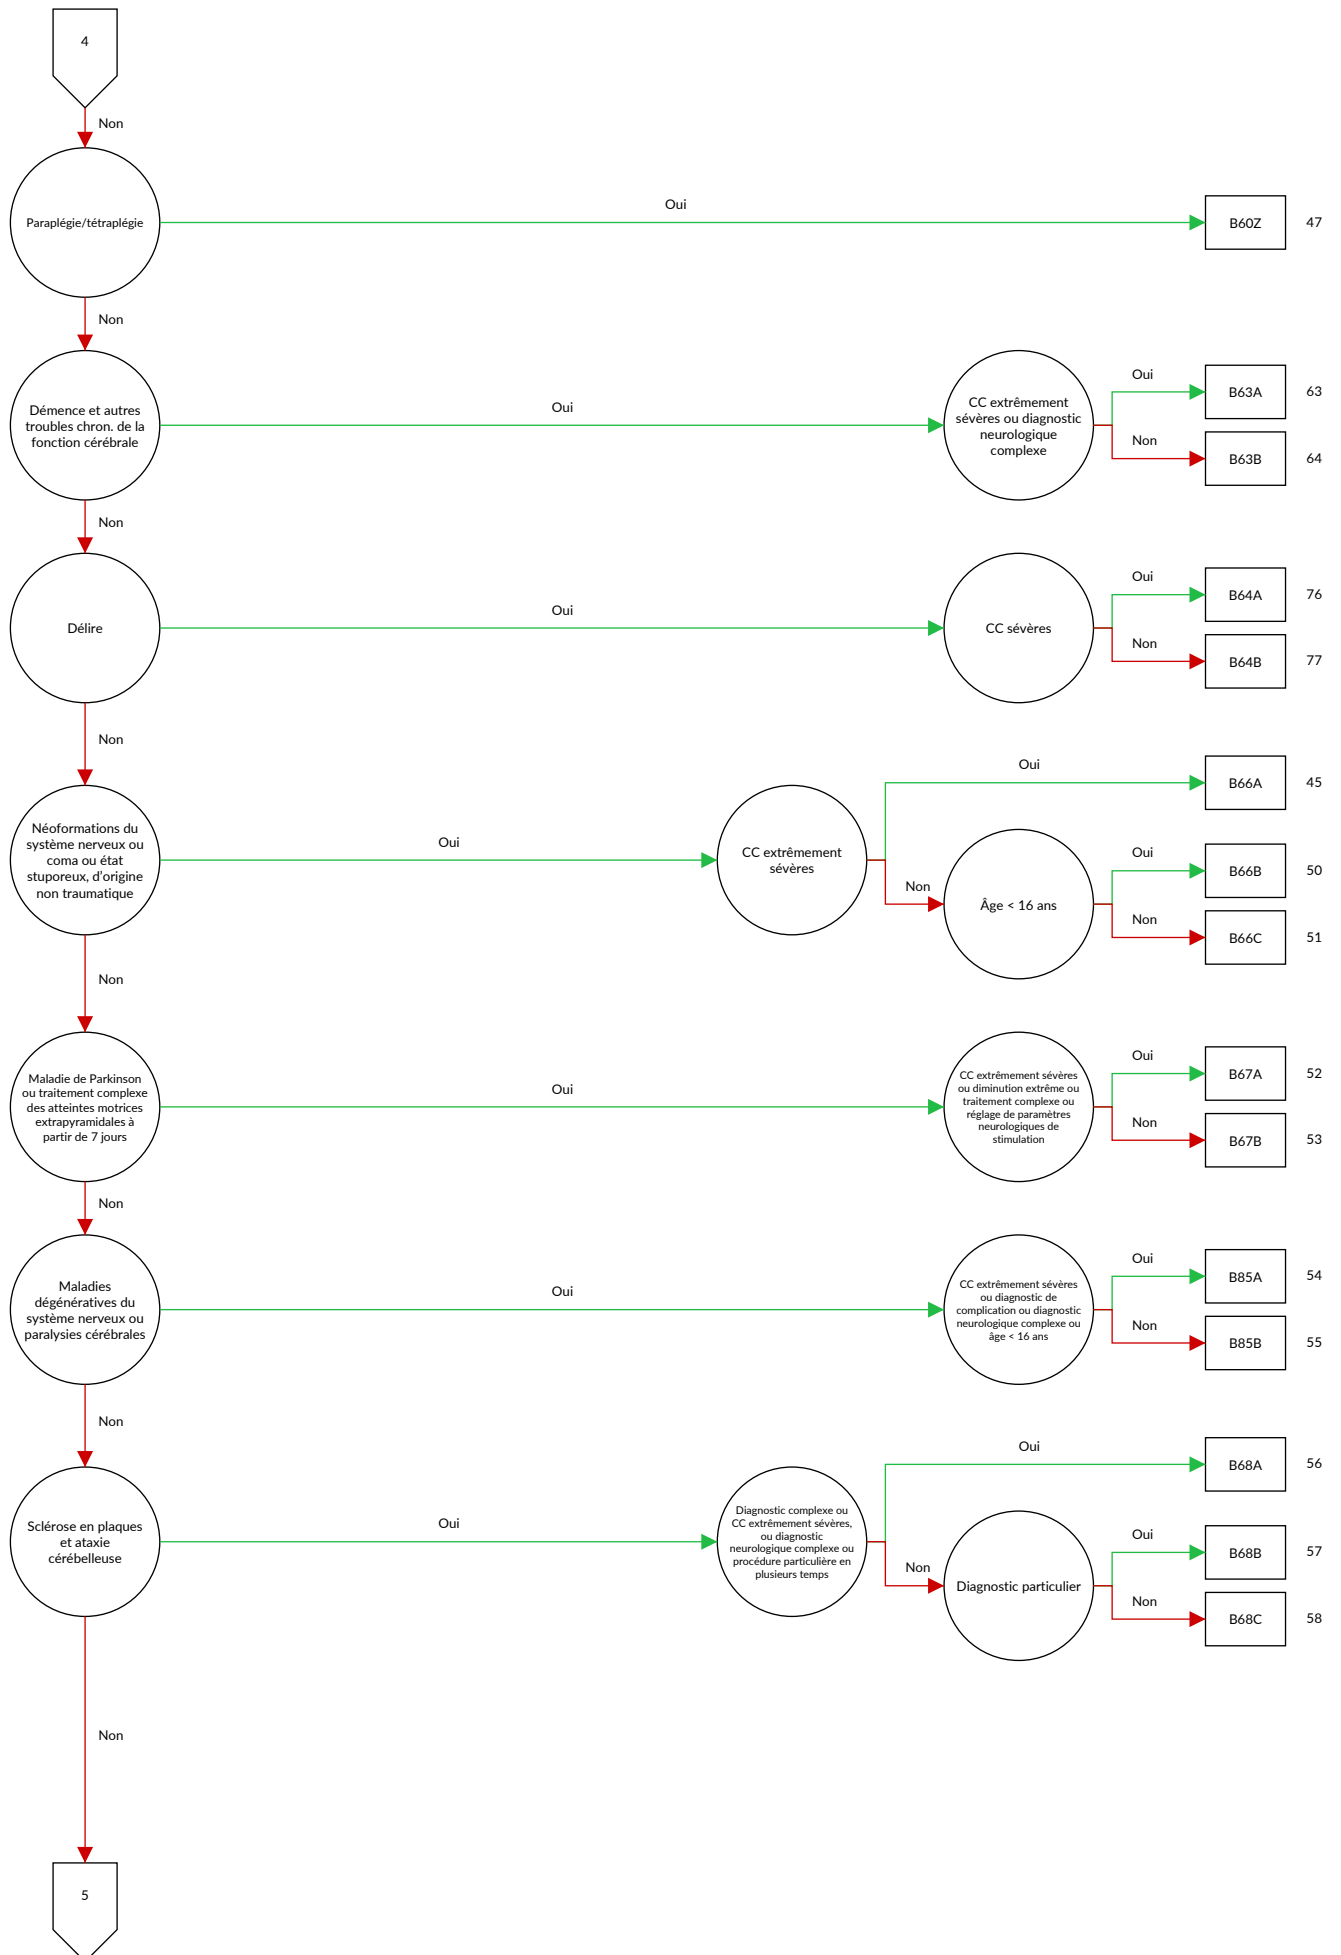 4
Non
Paraplégie/tétraplégie
Oui
B60Z
47
Non
Démence et autres
troubles chron. de la
fonction cérébrale
Oui
CC extrêmement
sévères ou diagnostic
neurologique
complexe
Oui
B63A
63
Non
B63B
64
Non
Délire
Oui
CC sévères
Oui
B64A
76
Non
B64B
77
Non
Néoformations du
système nerveux ou
coma ou état
stuporeux, d'origine
non traumatique
Oui
CC extrêmement
sévères
Oui
B66A
45
Non
Âge < 16 ans
Oui
B66B
50
Non
B66C
51
Non
Maladie de Parkinson
ou traitement complexe
des atteintes motrices
extrapyramidales à
partir de 7 jours
Oui
CC extrêmement sévères
ou diminution extrême ou
traitement complexe ou
réglage de paramètres
neurologiques de
stimulation
Oui
B67A
52
Non
B67B
53
Non
Maladies
dégénératives du
système nerveux ou
paralysies cérébrales
Oui
CC extrêmement sévères
ou diagnostic de
complication ou diagnostic
neurologique complexe ou
âge < 16 ans
Oui
B85A
54
Non
B85B
55
Non
Sclérose en plaques
et ataxie
cérébelleuse
Oui
Diagnostic complexe ou
CC extrêmement sévères,
ou diagnostic
neurologique complexe ou
procédure particulière en
plusieurs temps
Oui
B68A
56
Non
Diagnostic particulier
Oui
B68B
57
Non
B68C
58
Non
5